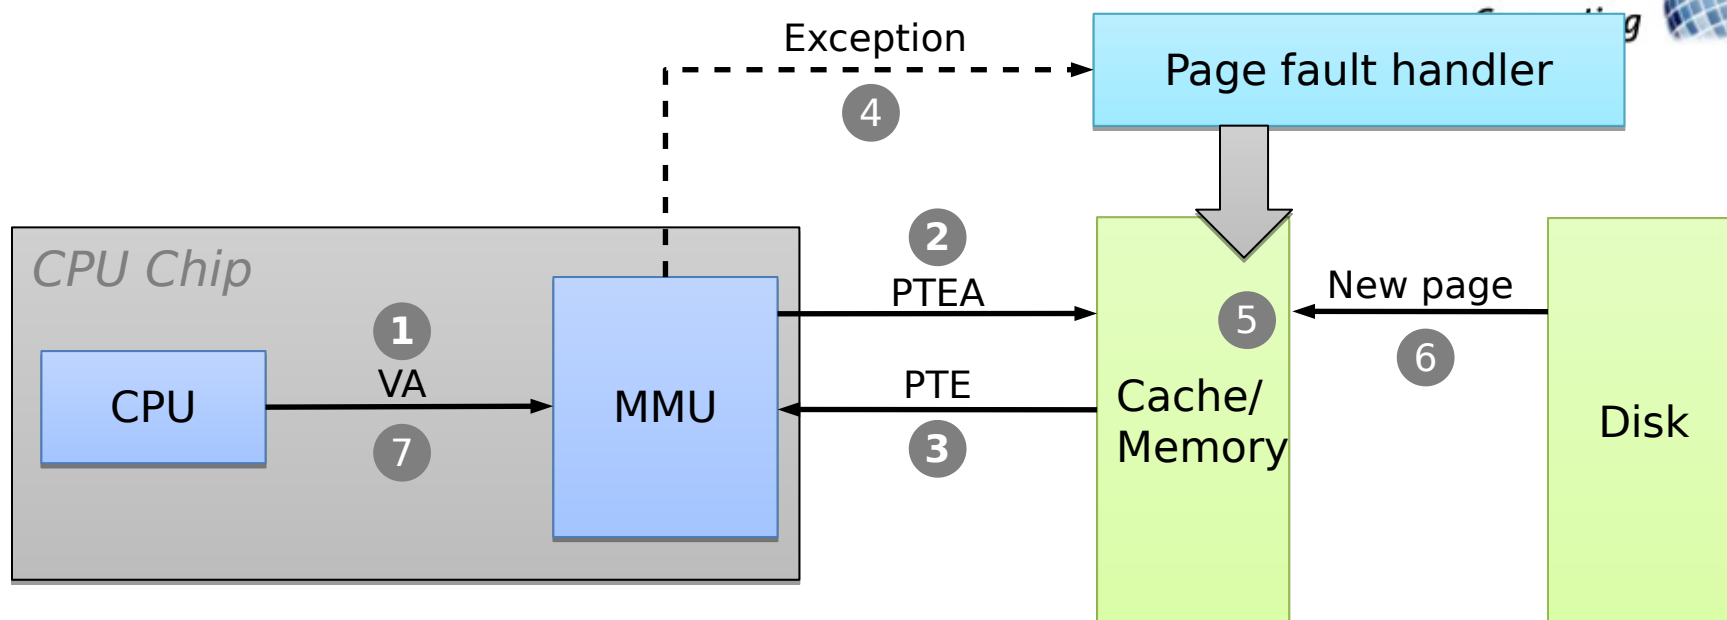 Exception
Page fault handler
4
CPU Chip
2
PTEA
New page
1
5
VA
6
CPU
MMU
PTE
Cache/
Memory
Disk
7
3